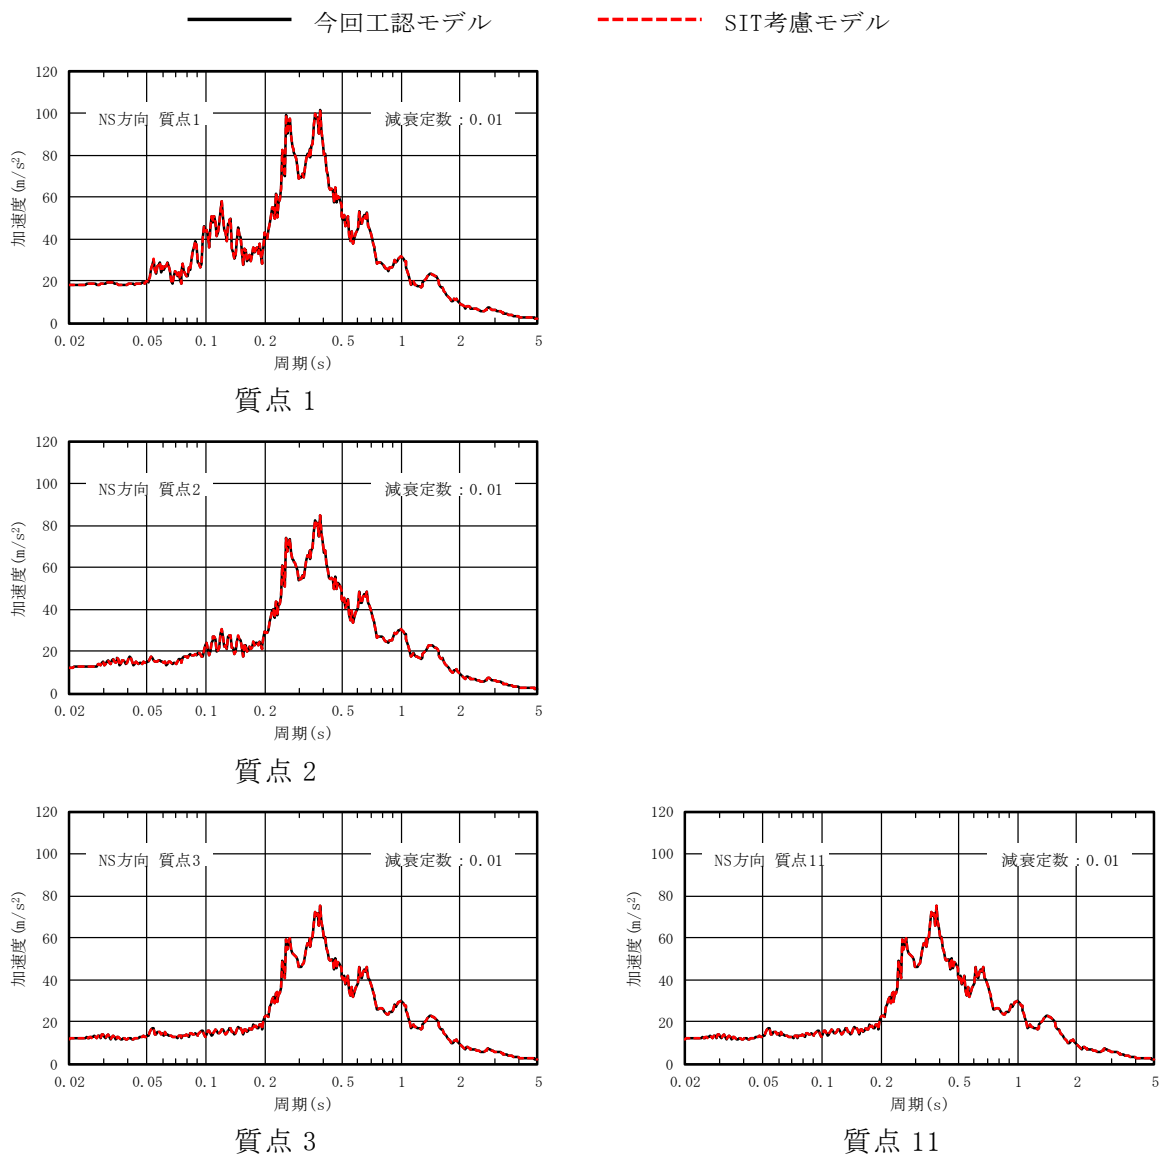 今回工認モデル SIT考慮モデル
120
100
80
60
40
20
0
加速度(m/s²)
NS方向 質点1 減衰定数：0.01
0.02 0.05 0.1 0.2 0.5 1 2 5
周期(s)
質点 1
120
100
80
60
40
20
0
加速度(m/s²)
NS方向 質点2 減衰定数：0.01
0.02 0.05 0.1 0.2 0.5 1 2 5
周期(s)
質点 2
120
100
80
60
40
20
0
加速度(m/s²)
NS方向 質点3 減衰定数：0.01
0.02 0.05 0.1 0.2 0.5 1 2 5
周期(s)
質点 3
120
100
80
60
40
20
0
加速度(m/s²)
NS方向 質点11 減衰定数：0.01
0.02 0.05 0.1 0.2 0.5 1 2 5
周期(s)
質点 11